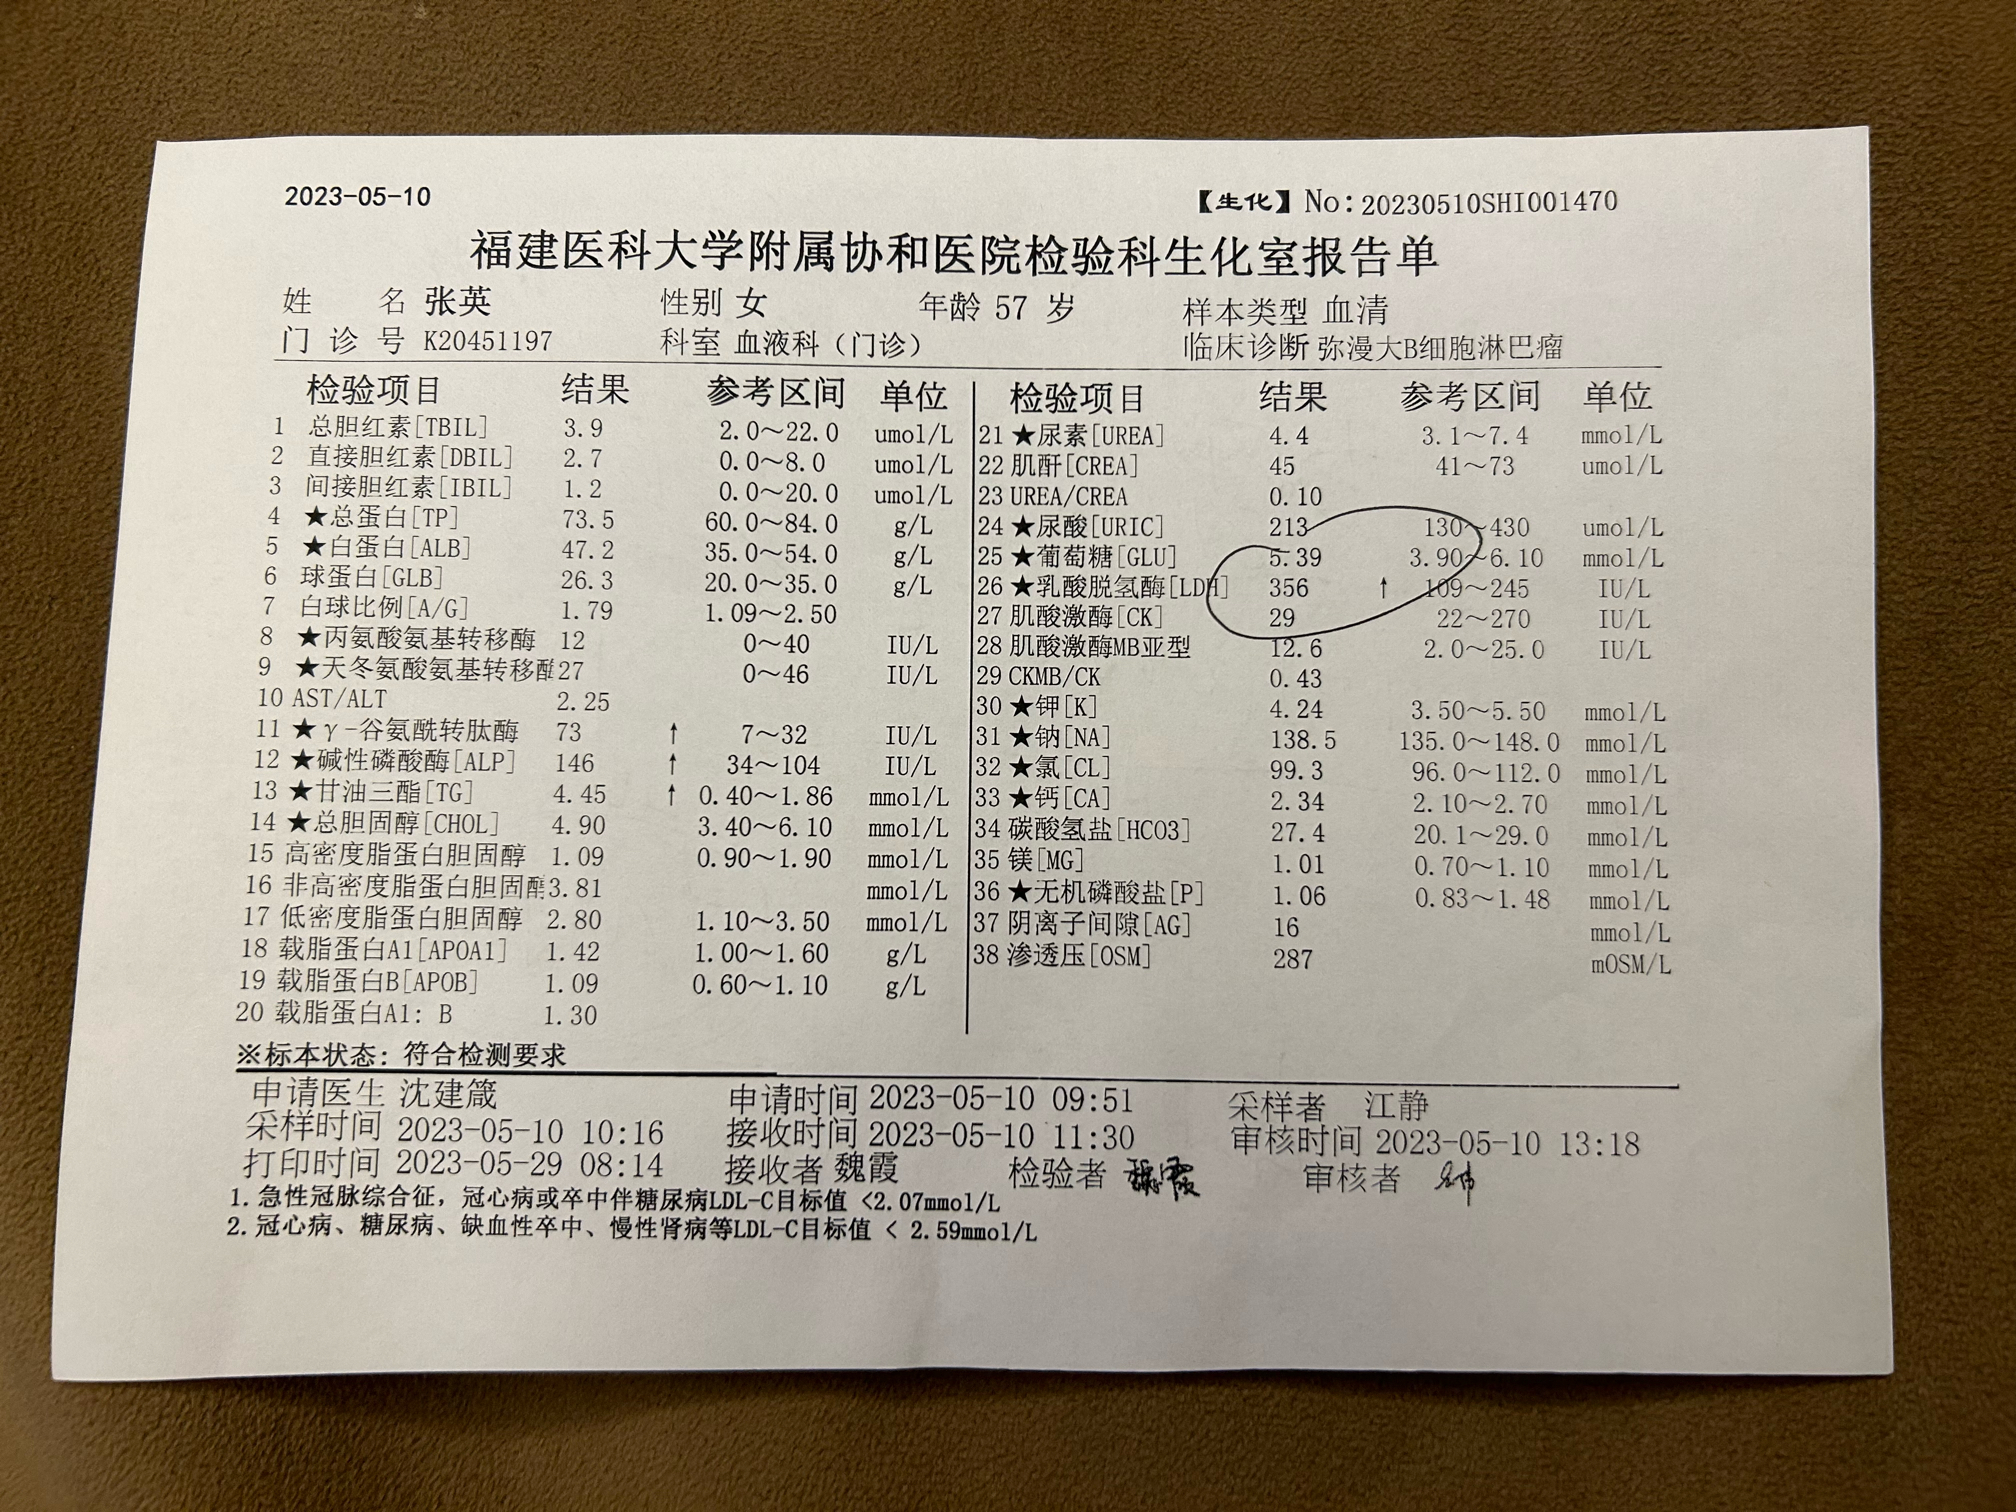 2023-05-10
【生化】No:20230510SHI001470
福建医科大学附属协和医院检验科生化室报告单
姓 名 张英 性别 女 年龄 57 岁 样本类型 血清
门 诊 号 K20451197 科室 血液科（门诊） 临床诊断 弥漫大B细胞淋巴瘤
检验项目 结果 参考区间 单位
1 总胆红素[TBIL] 3.9 2.0～22.0 umol/L
2 直接胆红素[DBIL] 2.7 0.0～8.0 umol/L
3 间接胆红素[IBIL] 1.2 0.0～20.0 umol/L
4 ★总蛋白[TP] 73.5 60.0～84.0 g/L
5 ★白蛋白[ALB] 47.2 35.0～54.0 g/L
6 球蛋白[GLB] 26.3 20.0～35.0 g/L
7 白球比例[A/G] 1.79 1.09～2.50
8 ★丙氨酸氨基转移酶 12 0～40 IU/L
9 ★天冬氨酸氨基转移酶 27 0～46 IU/L
10 AST/ALT 2.25
11 ★γ-谷氨酰转肽酶 73 ↑ 7～32 IU/L
12 ★碱性磷酸酶[ALP] 146 ↑ 34～104 IU/L
13 ★甘油三酯[TG] 4.45 ↑ 0.40～1.86 mmol/L
14 ★总胆固醇[CHOL] 4.90 3.40～6.10 mmol/L
15 高密度脂蛋白胆固醇 1.09 0.90～1.90 mmol/L
16 非高密度脂蛋白胆固醇 3.81 mmol/L
17 低密度脂蛋白胆固醇 2.80 1.10～3.50 mmol/L
18 载脂蛋白A1[APOA1] 1.42 1.00～1.60 g/L
19 载脂蛋白B[APOB] 1.09 0.60～1.10 g/L
20 载脂蛋白A1: B 1.30
检验项目 结果 参考区间 单位
21 ★尿素[UREA] 4.4 3.1～7.4 mmol/L
22 肌酐[CREA] 45 41～73 umol/L
23 UREA/CREA 0.10
24 ★尿酸[URIC] 213 130～430 umol/L
25 ★葡萄糖[GLU] 5.39 3.90～6.10 mmol/L
26 ★乳酸脱氢酶[LDH] 356 ↑ 109～245 IU/L
27 肌酸激酶[CK] 29 22～270 IU/L
28 肌酸激酶MB亚型 12.6 2.0～25.0 IU/L
29 CKMB/CK 0.43
30 ★钾[K] 4.24 3.50～5.50 mmol/L
31 ★钠[NA] 138.5 135.0～148.0 mmol/L
32 ★氯[CL] 99.3 96.0～112.0 mmol/L
33 ★钙[CA] 2.34 2.10～2.70 mmol/L
34 碳酸氢盐[HCO3] 27.4 20.1～29.0 mmol/L
35 镁[MG] 1.01 0.70～1.10 mmol/L
36 ★无机磷酸盐[P] 1.06 0.83～1.48 mmol/L
37 阴离子间隙[AG] 16 mmol/L
38 渗透压[OSM] 287 mOSM/L
※标本状态: 符合检测要求
申请医生 沈建箴 申请时间 2023-05-10 09:51 采样者 江静
采样时间 2023-05-10 10:16 接收时间 2023-05-10 11:30 审核时间 2023-05-10 13:18
打印时间 2023-05-29 08:14 接收者 魏霞 检验者 魏霞 审核者
1. 急性冠脉综合征，冠心病或卒中伴糖尿病LDL-C目标值 <2.07mmol/L
2. 冠心病、糖尿病、缺血性卒中、慢性肾病等LDL-C目标值 < 2.59mmol/L